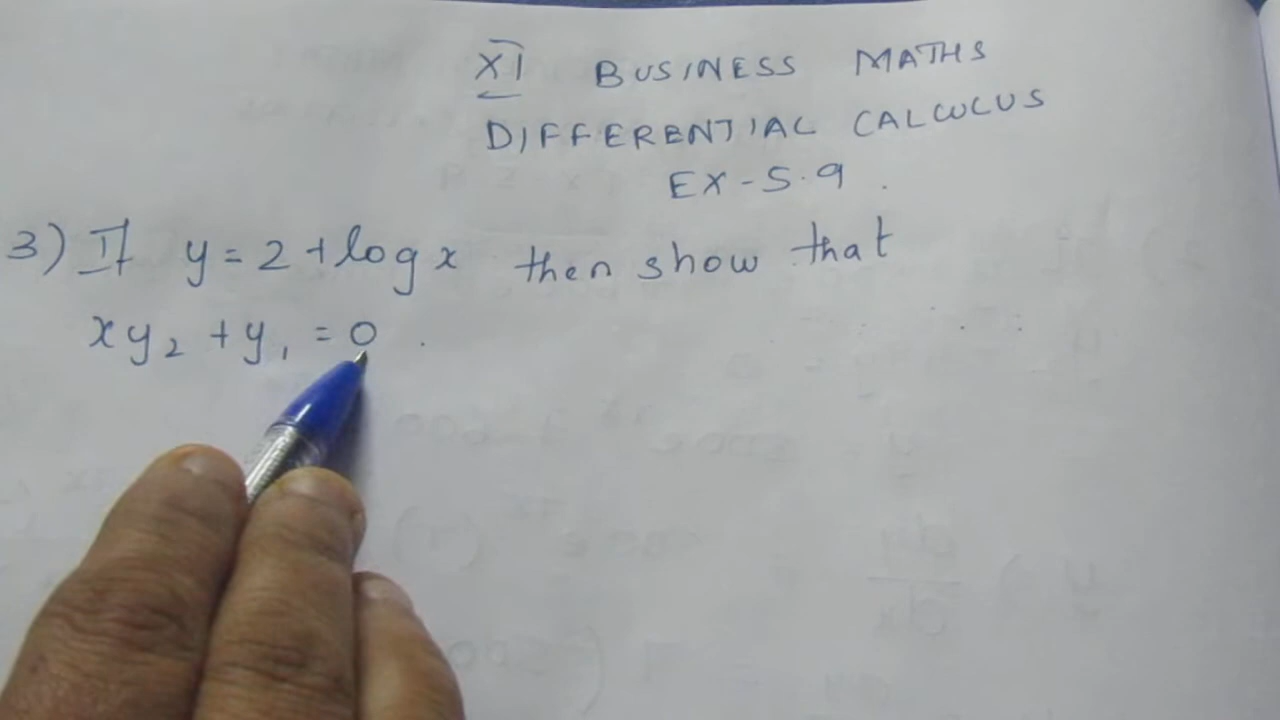 XI BUSINESS MATHS
DIFFERENTIAL CALCULUS
EX-5.9.
3) If y = 2 + log x then show that
xy₂ + y₁ = 0.